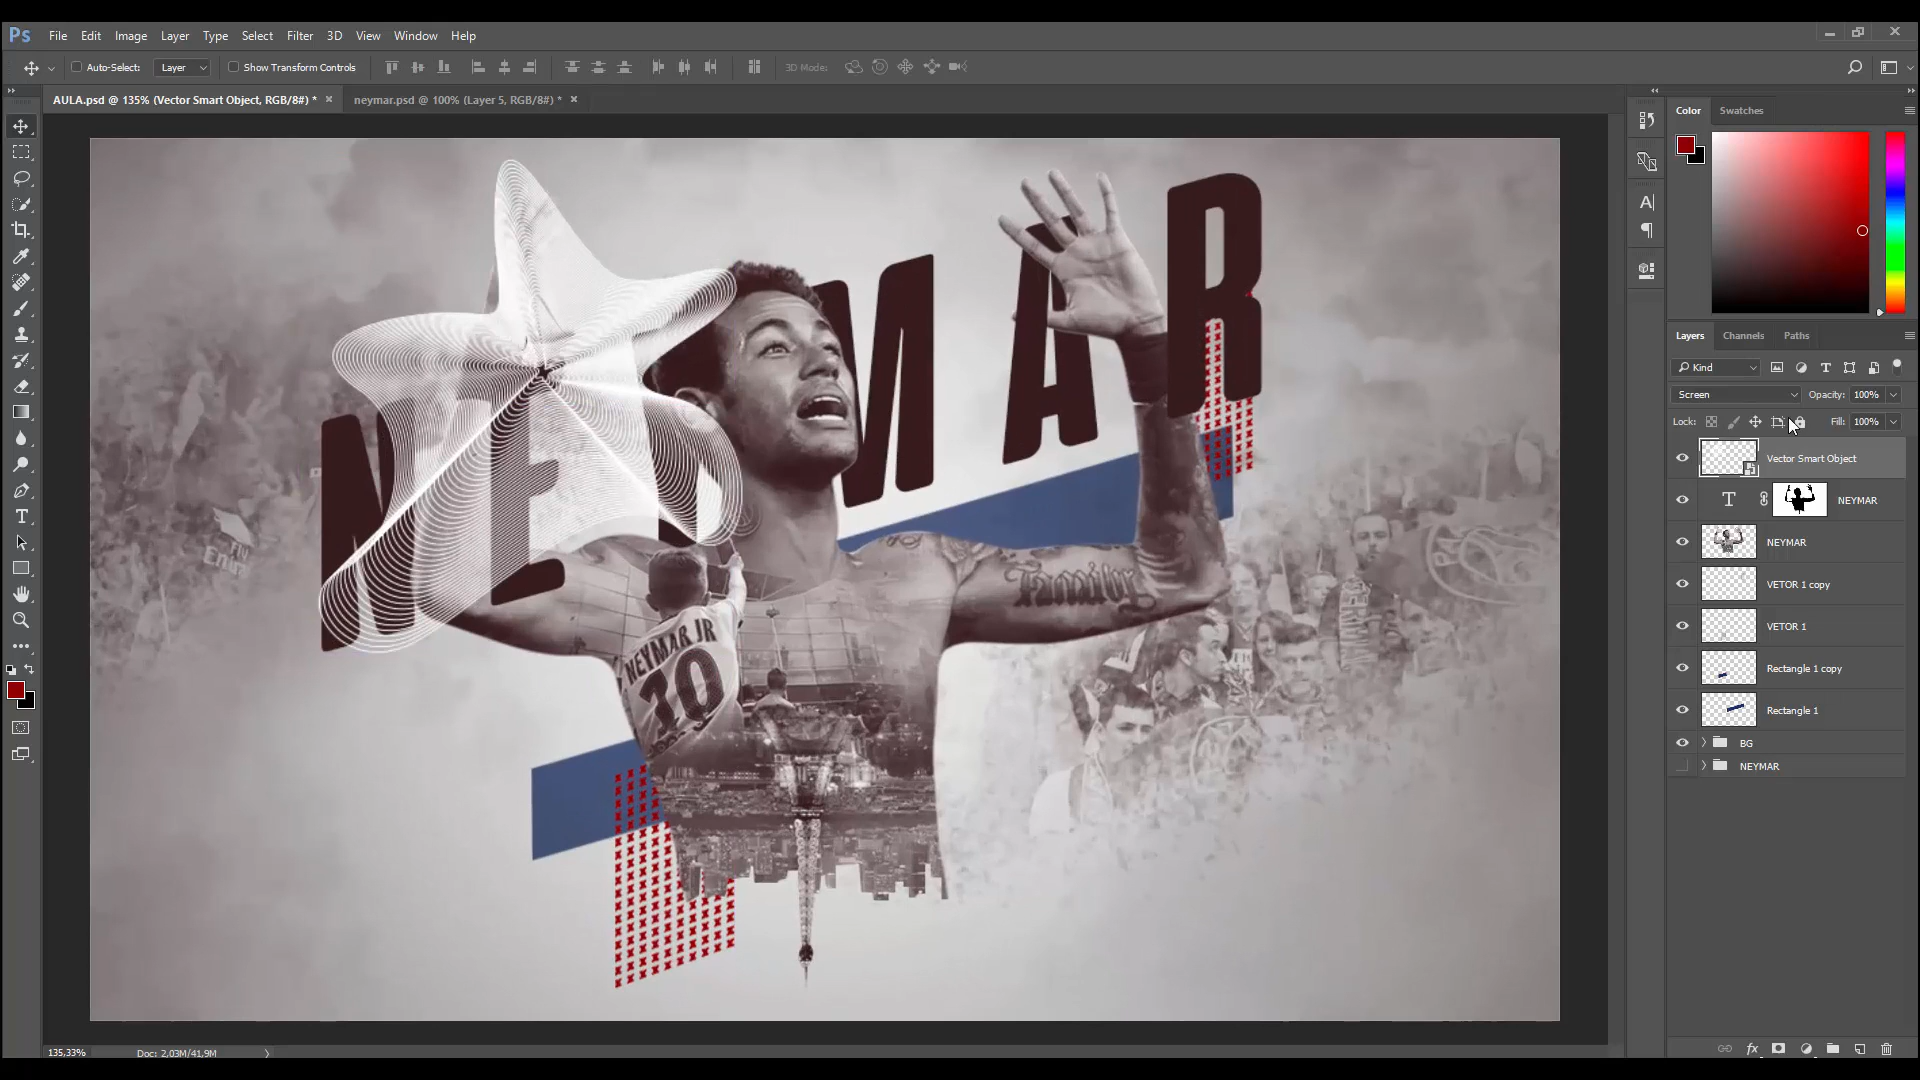 Ps File Edit Image Layer Type Select Filter 3D View Window Help
Auto-Select: Layer Show Transform Controls 3D Mode:
AULA.psd @ 135% (Vector Smart Object, RGB/8#) * × neymar.psd @ 100% (Layer 5, RGB/8#) * ×
Color Swatches
NEYMAR
NEYMAR JR
10
Family
Layers Channels Paths
Kind
Screen Opacity: 100%
Lock: Fill: 100%
Vector Smart Object
NEYMAR
NEYMAR
VETOR 1 copy
VETOR 1
Rectangle 1 copy
Rectangle 1
BG
NEYMAR
135,33% Doc: 2,03M/41,9M